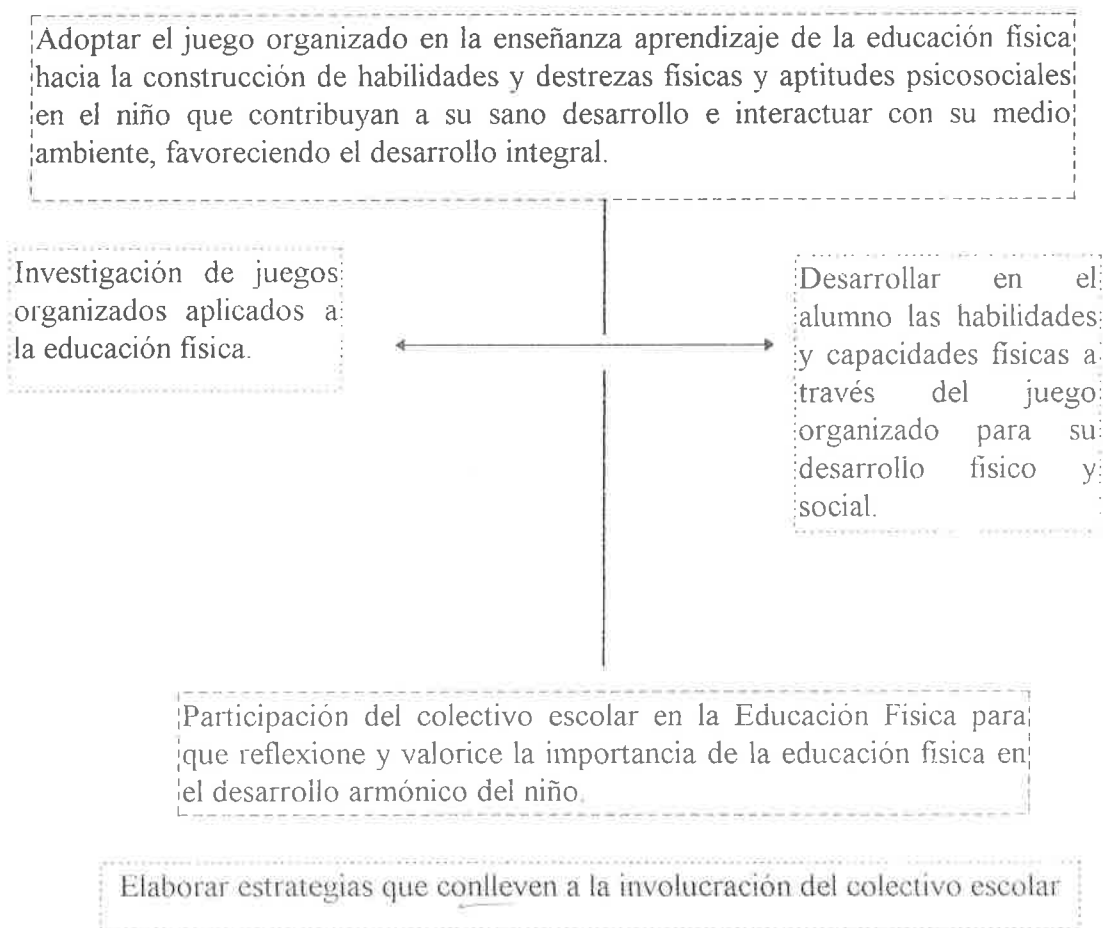 Adoptar el juego organizado en la enseñanza aprendizaje de la educación física
hacia la construcción de habilidades y destrezas físicas y aptitudes psicosociales
en el niño que contribuyan a su sano desarrollo e interactuar con su medio
ambiente, favoreciendo el desarrollo integral.
Investigación de juegos
organizados aplicados a
la educación física.
Desarrollar en el
alumno las habilidades
y capacidades físicas a
través del juego
organizado para su
desarrollo físico y
social.
Participación del colectivo escolar en la Educación Física para
que reflexione y valorice la importancia de la educación física en
el desarrollo armónico del niño.
Elaborar estrategias que conlleven a la involucración del colectivo escolar